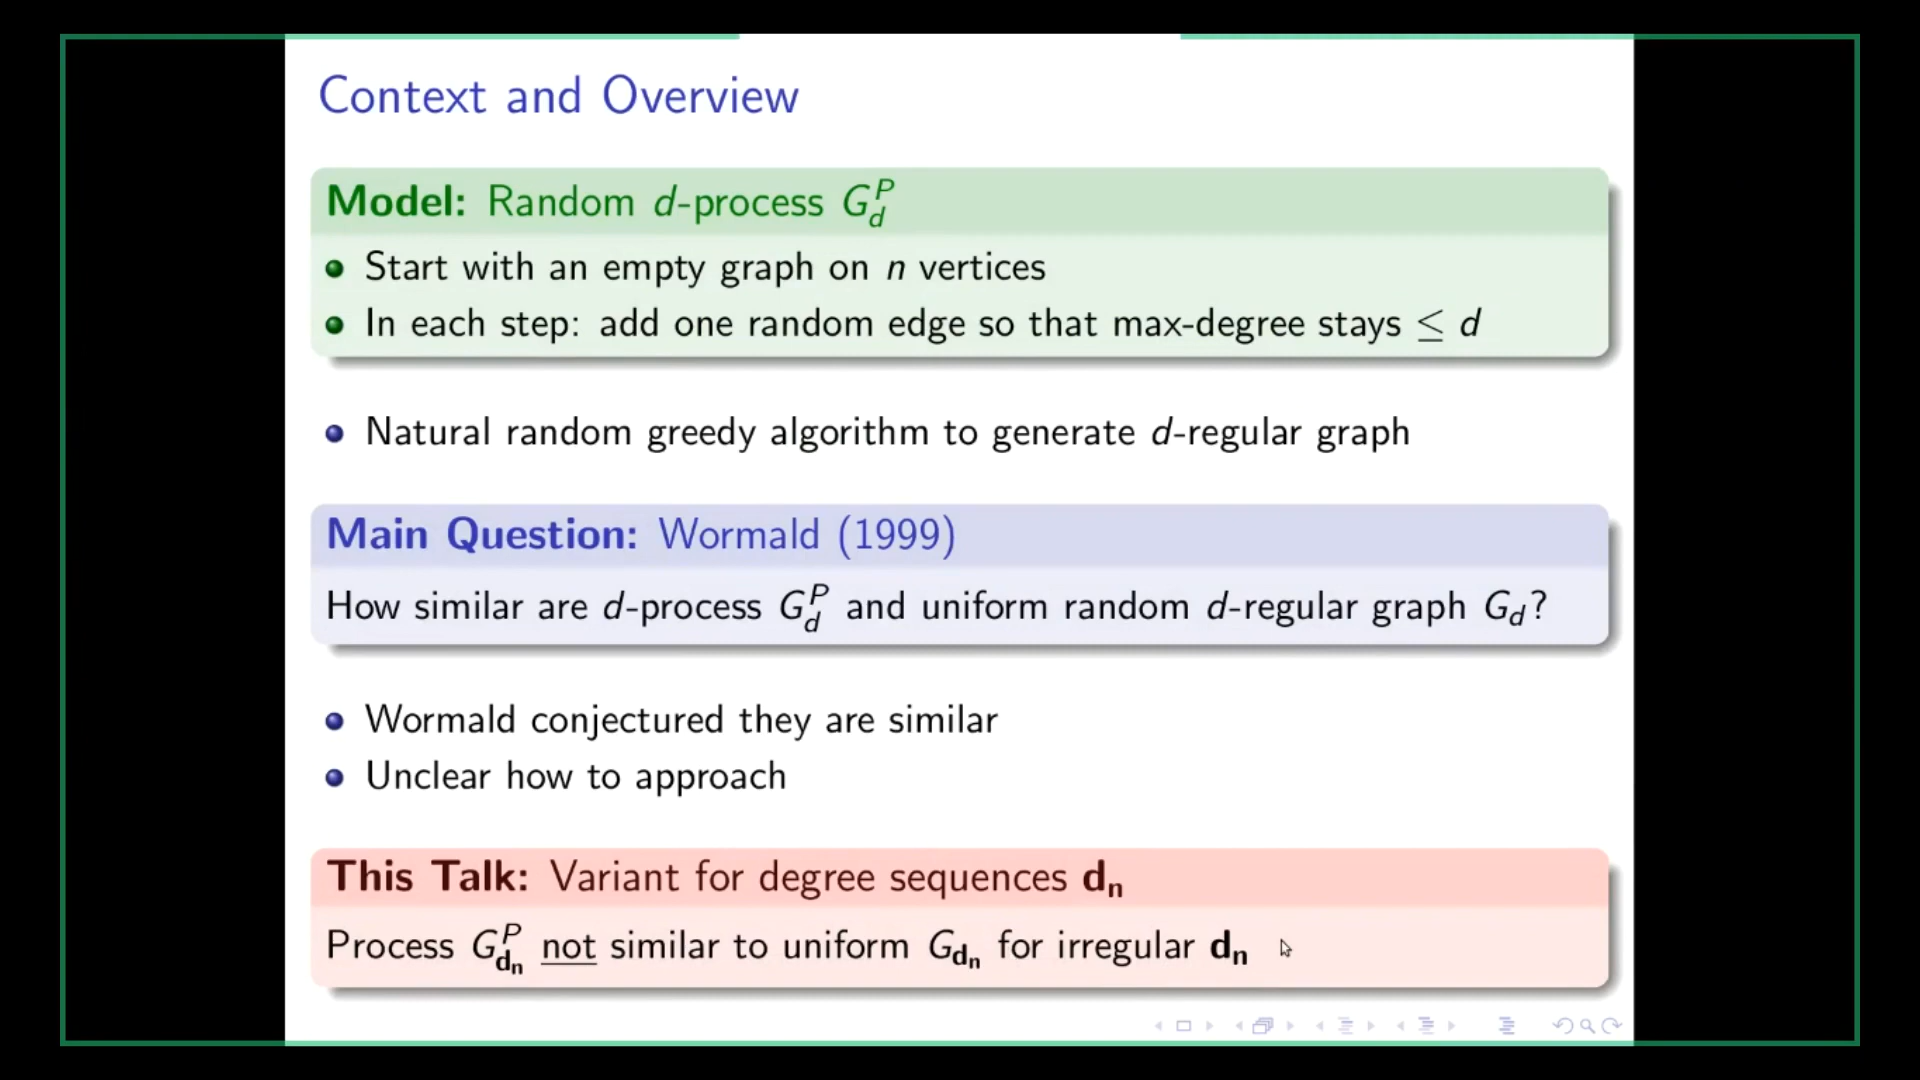 Context and Overview
Model: Random d-process G_d^P
Start with an empty graph on n vertices
In each step: add one random edge so that max-degree stays ≤ d
Natural random greedy algorithm to generate d-regular graph
Main Question: Wormald (1999)
How similar are d-process G_d^P and uniform random d-regular graph G_d?
Wormald conjectured they are similar
Unclear how to approach
This Talk: Variant for degree sequences d_n
Process G_{d_n}^P not similar to uniform G_{d_n} for irregular d_n